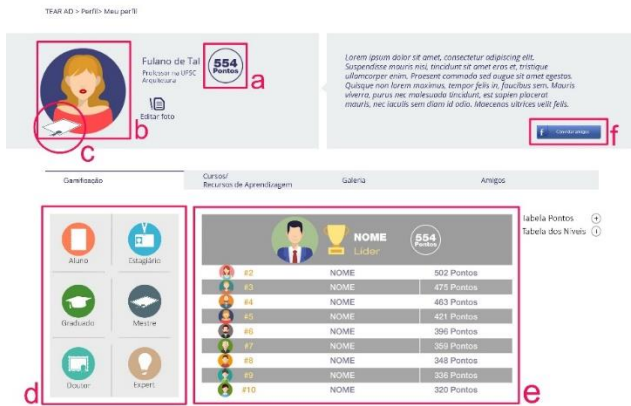 TEAR AD > Perfil> Meu perfil
Fulano de Tal
Professor na UFSC
Arquitetura
554
Pontos
a
Editar foto
b
c
Lorem ipsum dolor sit amet, consectetur adipiscing elit.
Suspendisse mauris nisi, tincidunt sit amet eros et, tristique
ullamcorper enim. Praesent commodo sed augue sit amet egestas.
Quisque non lorem maximus, tempor felis in, faucibus sem. Mauris
viverra, purus nec malesuada tincidunt, est sapien placerat
mauris, nec iaculis sem diam id odio. Maecenas ultrices velit felis.
f
Convidar amigos
f
Gamificação
Cursos/
Recursos de Aprendizagem
Galeria
Amigos
Aluno
Estagiário
Graduado
Mestre
Doutor
Expert
d
NOME
Líder
554
Pontos
#2 NOME 502 Pontos
#3 NOME 475 Pontos
#4 NOME 463 Pontos
#5 NOME 421 Pontos
#6 NOME 396 Pontos
#7 NOME 359 Pontos
#8 NOME 348 Pontos
#9 NOME 336 Pontos
#10 NOME 320 Pontos
e
Tabela Pontos +
Tabela dos Níveis i